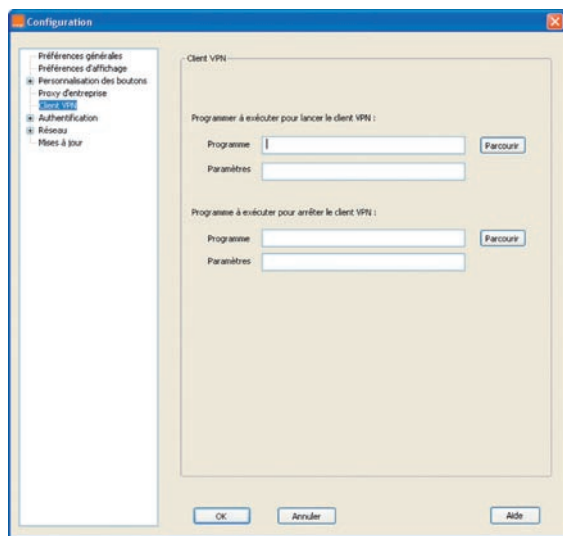 Configuration
Préférences générales
Préférences d'affichage
Personnalisation des boutons
Proxy d'entreprise
Client VPN
Authentification
Réseau
Mises à jour
Client VPN
Programmer à exécuter pour lancer le client VPN :
Programme
Parcourir
Paramètres
Programme à exécuter pour arrêter le client VPN :
Programme
Parcourir
Paramètres
OK
Annuler
Aide